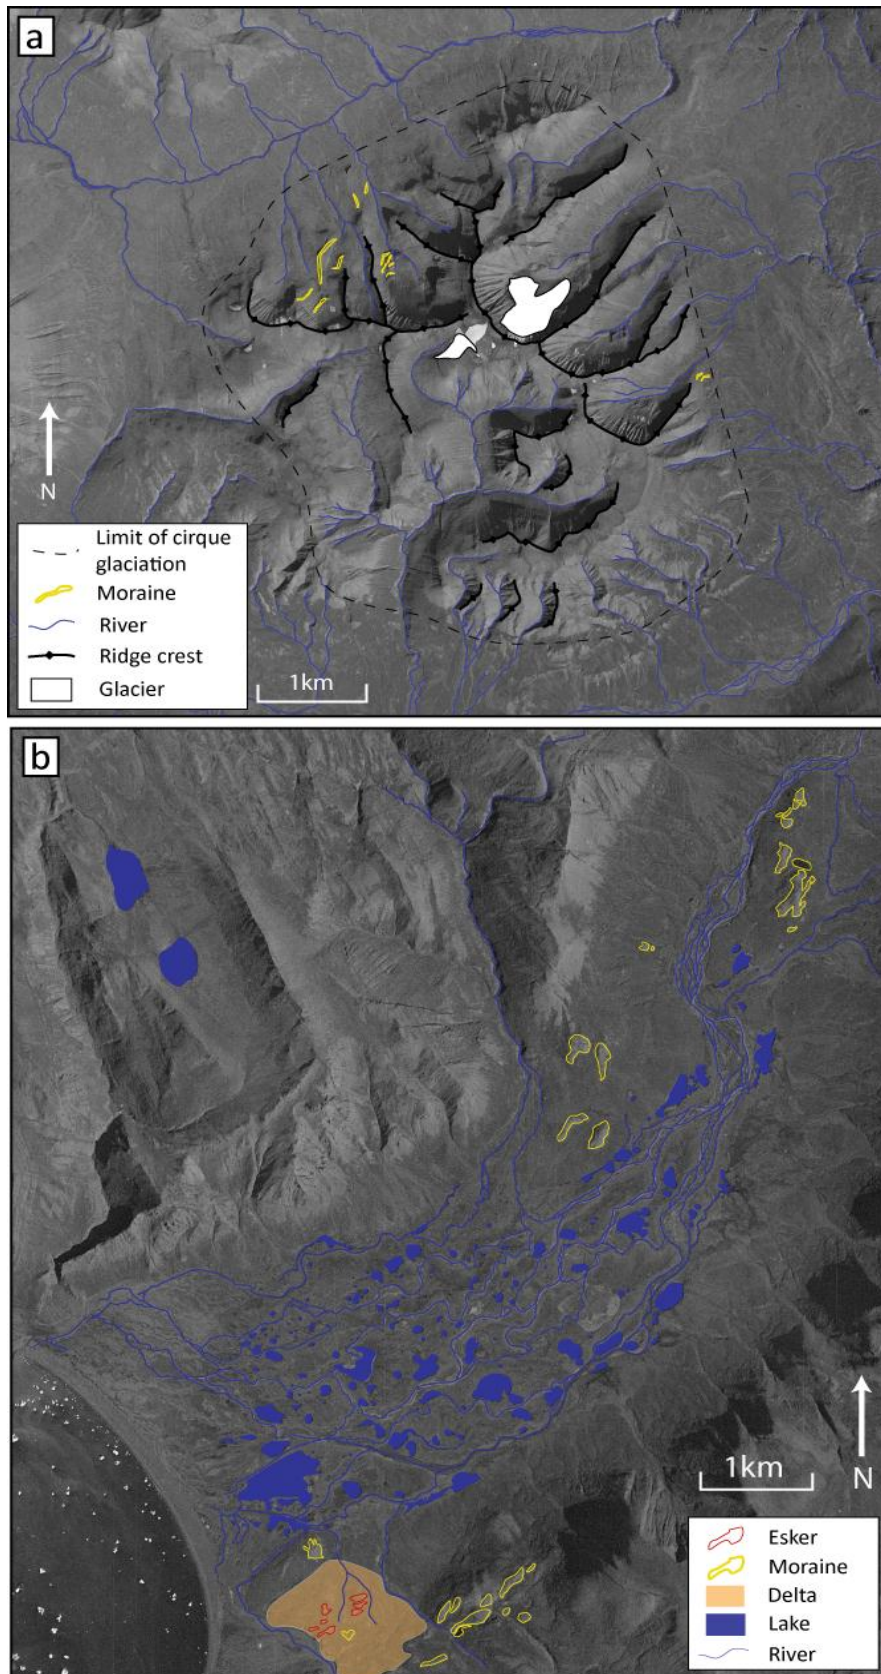 a
N
Limit of cirque
glaciation
Moraine
River
Ridge crest
Glacier
1km
b
1km
N
Esker
Moraine
Delta
Lake
River